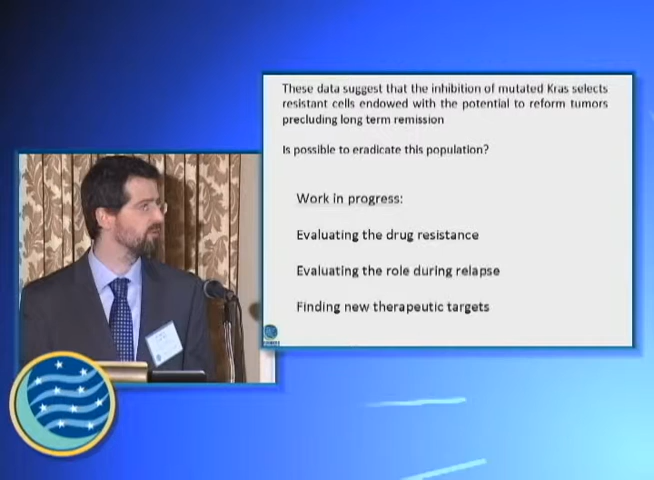 These data suggest that the inhibition of mutated Kras selects
resistant cells endowed with the potential to reform tumors
precluding long term remission
Is possible to eradicate this population?
Work in progress:
Evaluating the drug resistance
Evaluating the role during relapse
Finding new therapeutic targets